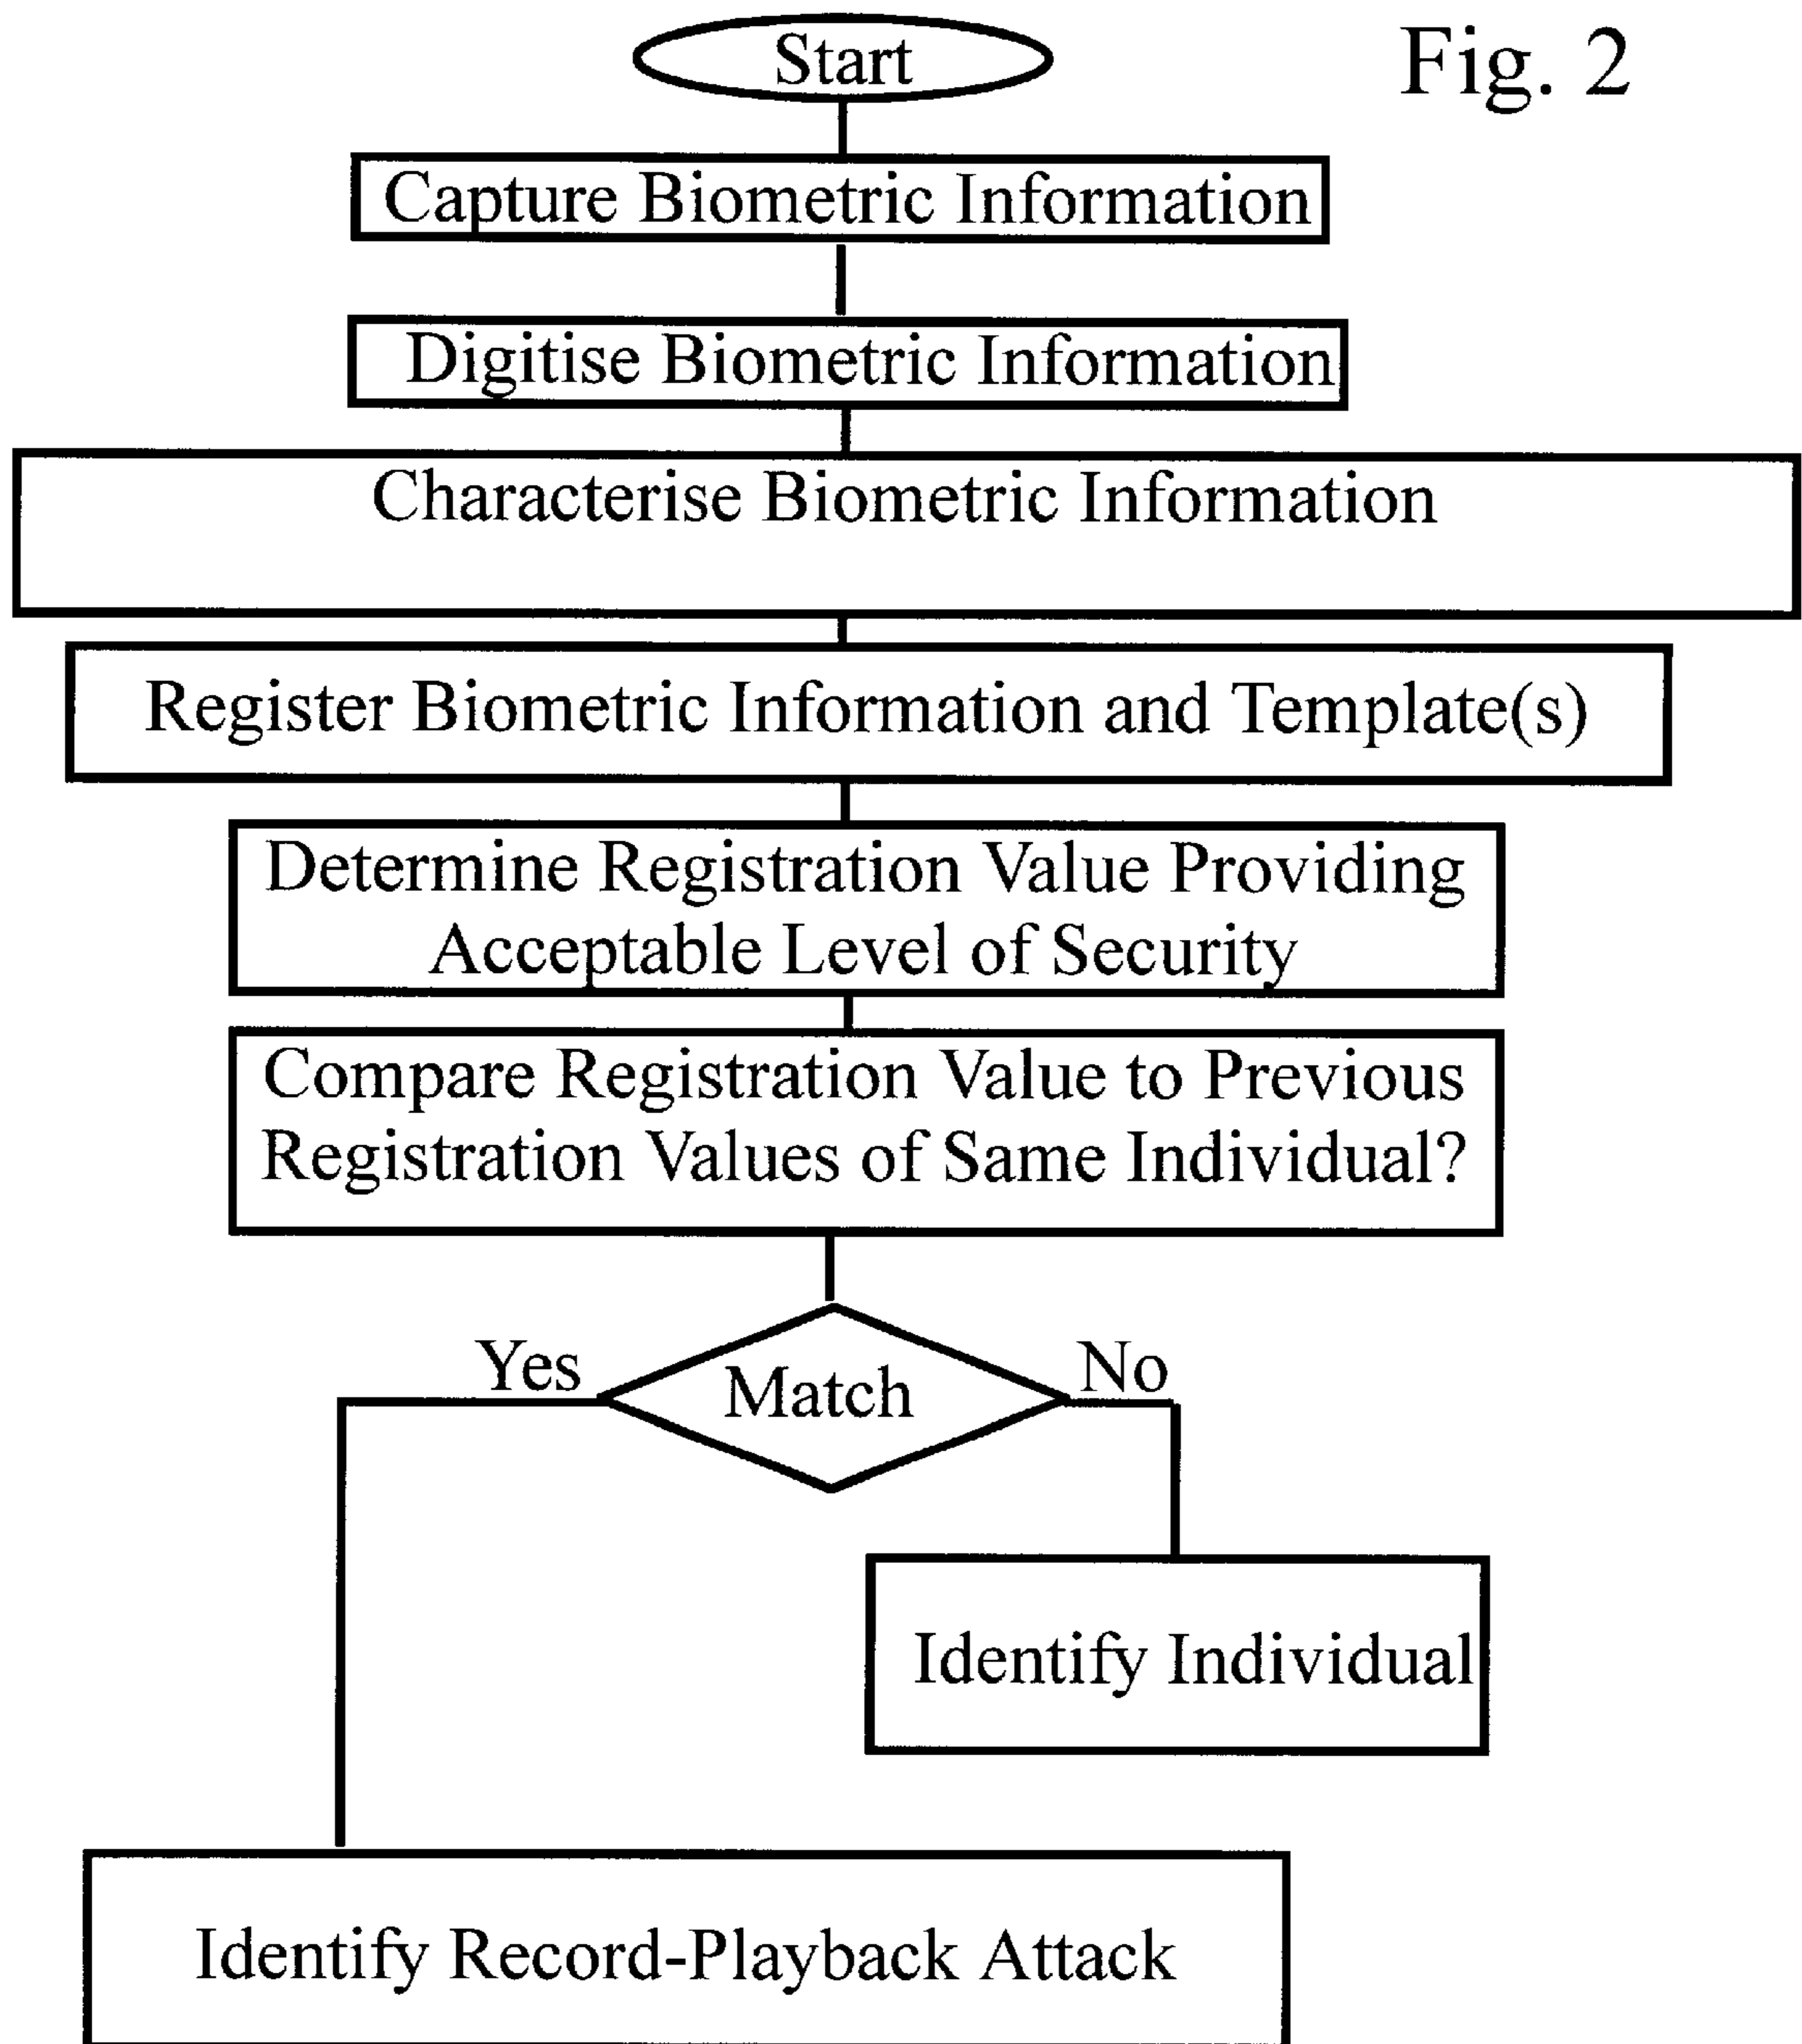 Start
Fig. 2
Capture Biometric Information
Digitise Biometric Information
Characterise Biometric Information
Register Biometric Information and Template(s)
Determine Registration Value Providing
Acceptable Level of Security
Compare Registration Value to Previous
Registration Values of Same Individual?
Yes
Match
No
Identify Individual
Identify Record-Playback Attack